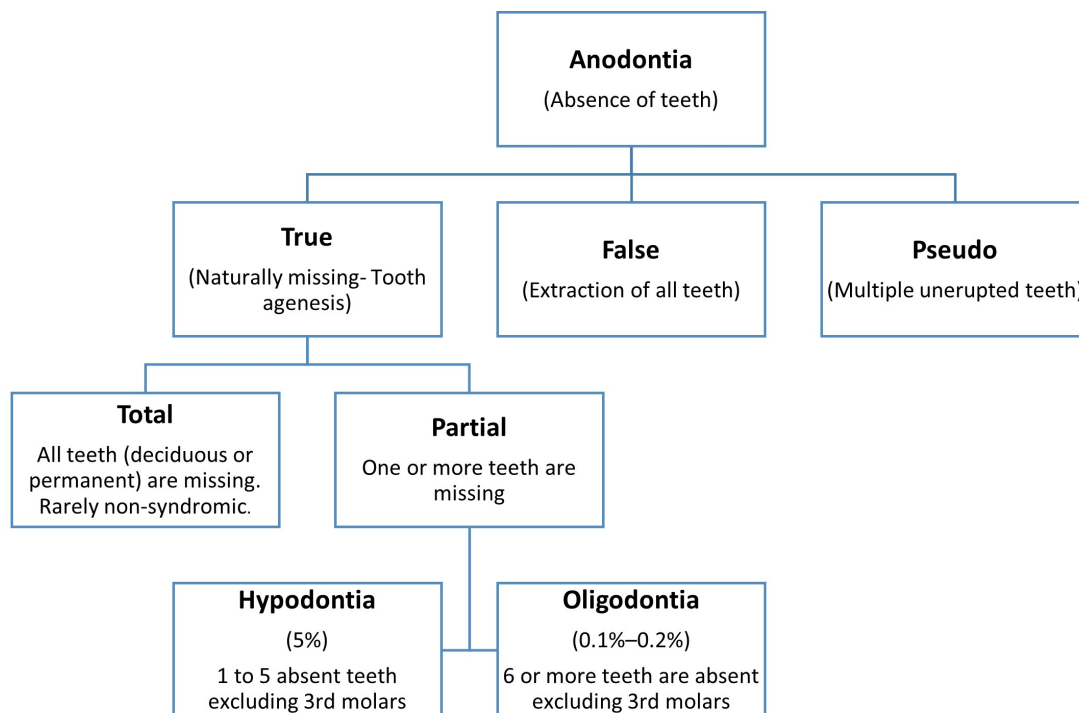 Anodontia
(Absence of teeth)
True
(Naturally missing- Tooth
agenesis)
False
(Extraction of all teeth)
Pseudo
(Multiple unerupted teeth)
Total
All teeth (deciduous or
permanent) are missing.
Rarely non-syndromic.
Partial
One or more teeth are
missing
Hypodontia
(5%)
1 to 5 absent teeth
excluding 3rd molars
Oligodontia
(0.1%–0.2%)
6 or more teeth are absent
excluding 3rd molars